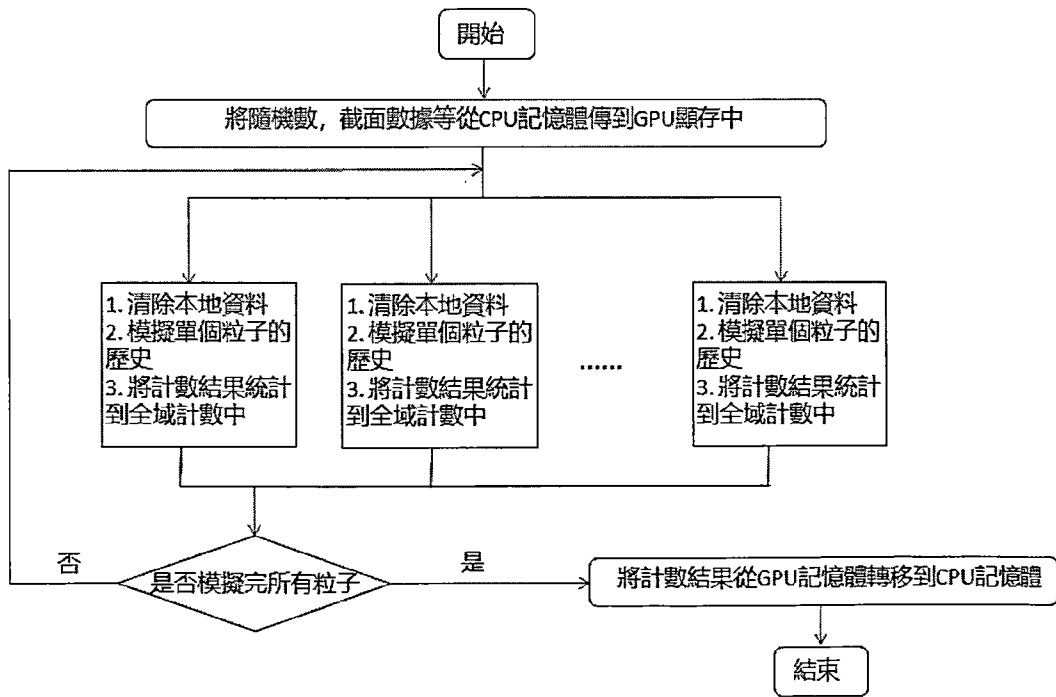 開始
將隨機數，截面數據等從CPU記憶體傳到GPU顯存中
1. 清除本地資料
2. 模擬單個粒子的
歷史
3. 將計數結果統計
到全域計數中
1. 清除本地資料
2. 模擬單個粒子的
歷史
3. 將計數結果統計
到全域計數中
......
1. 清除本地資料
2. 模擬單個粒子的
歷史
3. 將計數結果統計
到全域計數中
否
是否模擬完所有粒子
是
將計數結果從GPU記憶體轉移到CPU記憶體
結束